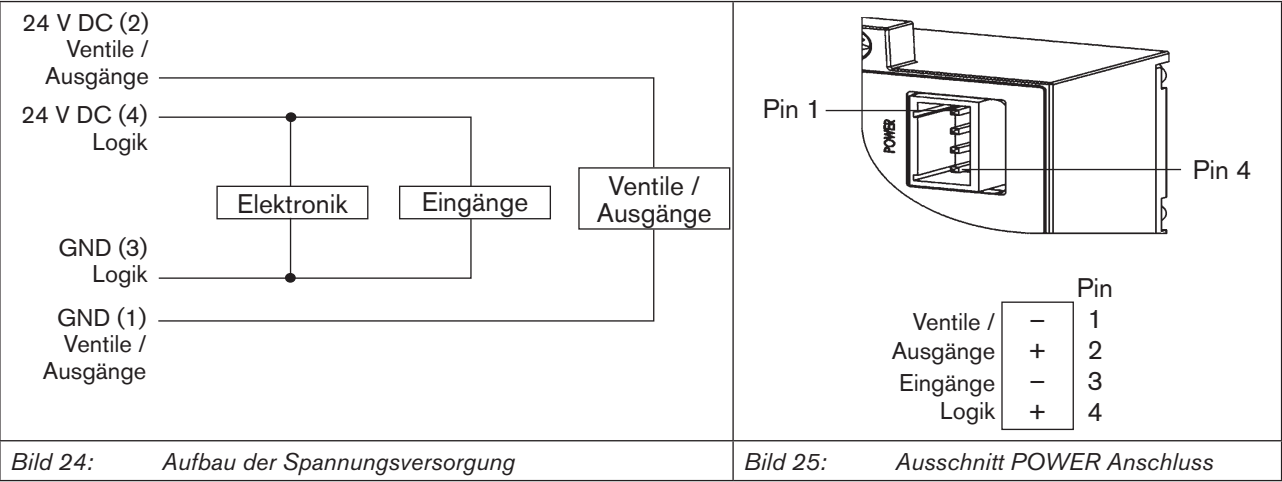 24 V DC (2)
Ventile /
Ausgänge
24 V DC (4)
Logik
Elektronik
Eingänge
Ventile /
Ausgänge
GND (3)
Logik
GND (1)
Ventile /
Ausgänge
Bild 24: Aufbau der Spannungsversorgung
Pin 1
POWER
Pin 4
Pin
Ventile / – 1
Ausgänge + 2
Eingänge – 3
Logik + 4
Bild 25: Ausschnitt POWER Anschluss